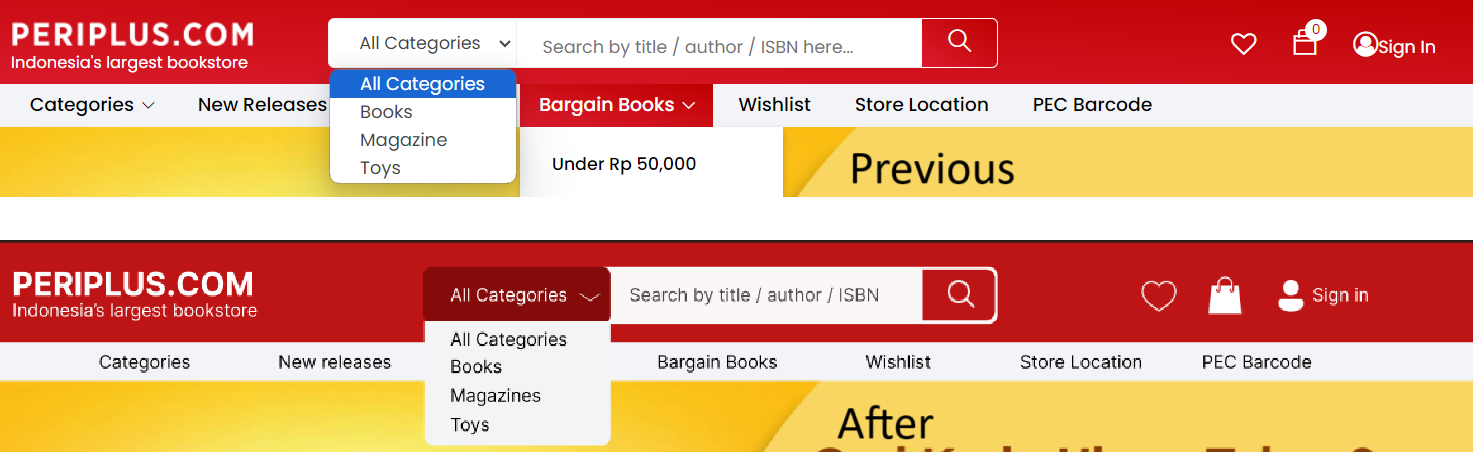 PERIPLUS.COM
Indonesia's largest bookstore
All Categories
Search by title / author / ISBN here...
0
Sign In
All Categories
Books
Magazine
Toys
Categories
New Releases
Bargain Books
Wishlist
Store Location
PEC Barcode
Under Rp 50,000
Previous
PERIPLUS.COM
Indonesia's largest bookstore
All Categories
Search by title / author / ISBN
Sign in
All Categories
Books
Magazines
Toys
Categories
New releases
Bargain Books
Wishlist
Store Location
PEC Barcode
After